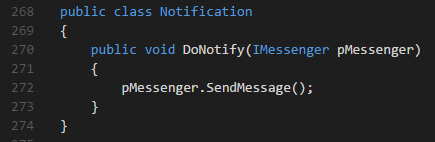 268 public class Notification
269 {
270     public void DoNotify(IMessenger pMessenger)
271     {
272         pMessenger.SendMessage();
273     }
274 }